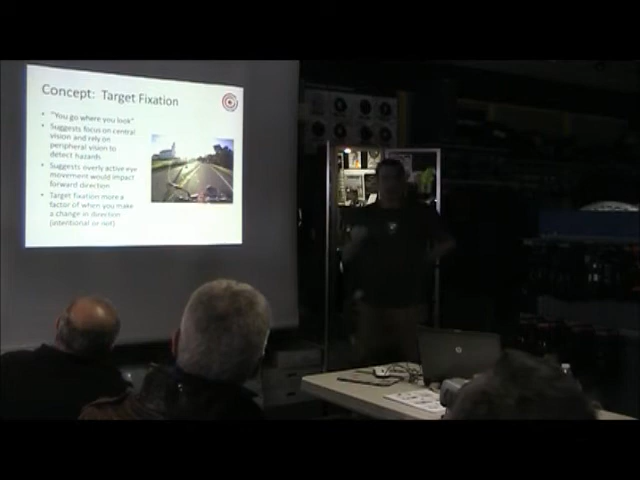 Concept: Target Fixation
• "You go where you look"
• Suggests focus on central
vision and rely on
peripheral vision to
detect hazards
• Suggests overly active eye
movement would impact
forward direction
• Target Fixation more a
factor of when you make
a change in direction
(intentional or not)